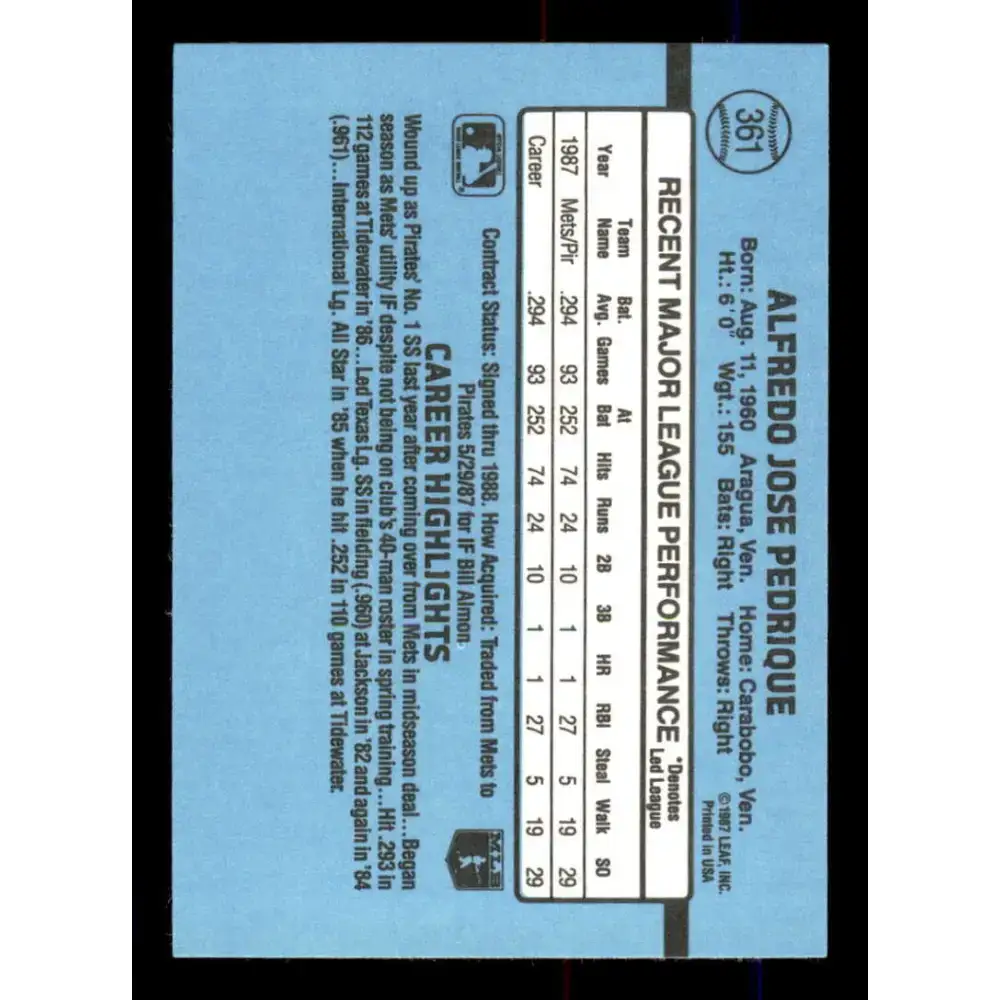 361
ALFREDO JOSE PEDRIQUE
Born: Aug. 11, 1960 Aragua, Ven. Home: Carabobo, Ven.
Ht.: 6'0" Wgt.: 155 Bats: Right Throws: Right
©1987 LEAF, INC.
Printed in USA
RECENT MAJOR LEAGUE PERFORMANCE
*Denotes
Led League
Year Team Name Bat. Avg. Games At Bat Hits Runs 2B 3B HR RBI Steal Walk SO
1987 Mets/Pir .294 93 252 74 24 10 1 1 27 5 19 29
Career .294 93 252 74 24 10 1 1 27 5 19 29
Contract Status: Signed thru 1988. How Acquired: Traded from Mets to
Pirates 5/29/87 for IF Bill Almon
MLB
CAREER HIGHLIGHTS
Wound up as Pirates' No. 1 SS last year after coming over from Mets in midseason deal...Began
season as Mets' utility IF despite not being on club's 40-man roster in spring training...Hit .293 in
112 games at Tidewater in '86...Led Texas Lg. SS in fielding (.960) at Jackson in '82 and again in '84
(.961)...International Lg. All Star in '85 when he hit .252 in 110 games at Tidewater.